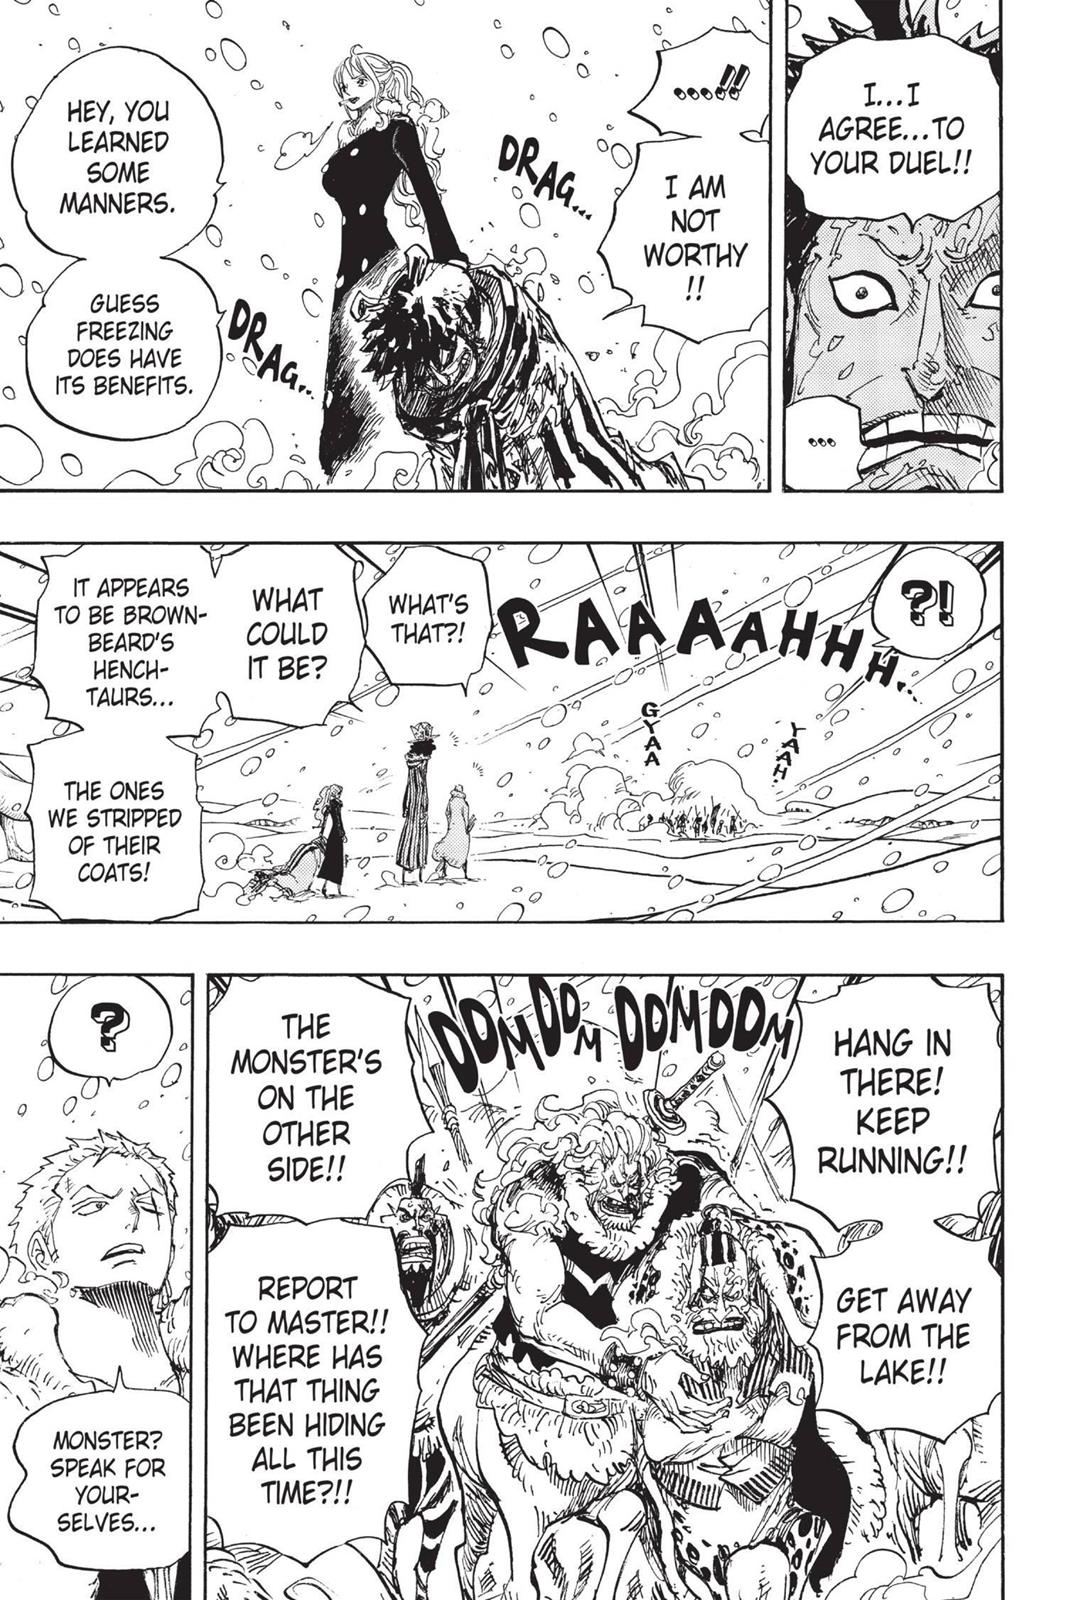 I...I
AGREE...TO
YOUR DUEL!!
...
...!!
I AM
NOT
WORTHY
!!
DRAG...
DRAG...
HEY, YOU
LEARNED
SOME
MANNERS.
GUESS
FREEZING
DOES HAVE
ITS BENEFITS.
?!
RAAAAAHHH...
YAAH!
GYAA
WHAT'S
THAT?!
WHAT
COULD
IT BE?
IT APPEARS
TO BE BROWN-
BEARD'S
HENCH-
TAURS...
THE ONES
WE STRIPPED
OF THEIR
COATS!
HANG IN
THERE!
KEEP
RUNNING!!
GET AWAY
FROM THE
LAKE!!
DOMDOM DOMDOM
THE
MONSTER'S
ON THE
OTHER
SIDE!!
REPORT
TO MASTER!!
WHERE HAS
THAT THING
BEEN HIDING
ALL THIS
TIME?!!
?
MONSTER?
SPEAK FOR
YOUR-
SELVES...